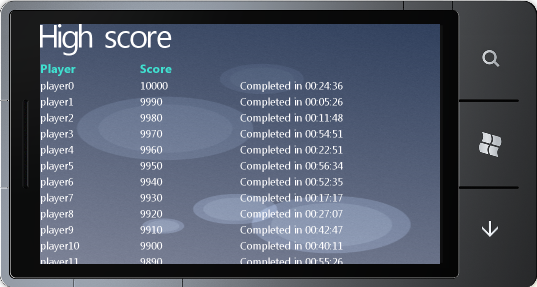 High score
Player Score
player0 10000 Completed in 00:24:36
player1 9990 Completed in 00:05:26
player2 9980 Completed in 00:11:48
player3 9970 Completed in 00:54:51
player4 9960 Completed in 00:22:51
player5 9950 Completed in 00:56:34
player6 9940 Completed in 00:52:35
player7 9930 Completed in 00:17:17
player8 9920 Completed in 00:27:07
player9 9910 Completed in 00:42:47
player10 9900 Completed in 00:40:11
player11 9890 Completed in 00:55:26